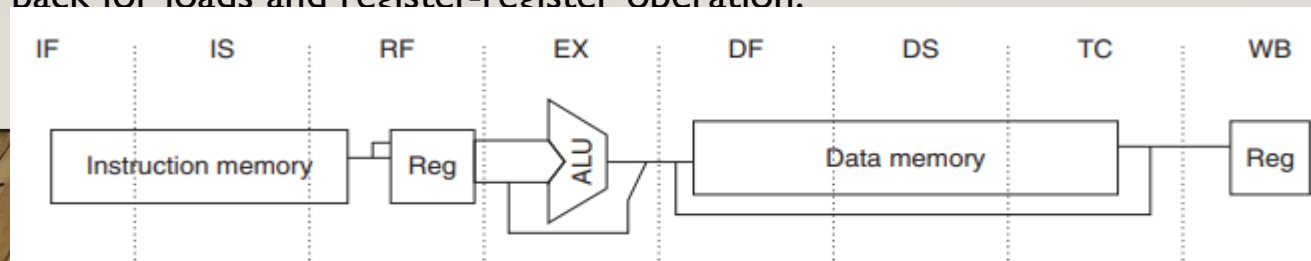 back for loads and register-register operation.
IF IS RF EX DF DS TC WB
Instruction memory Reg ALU Data memory Reg